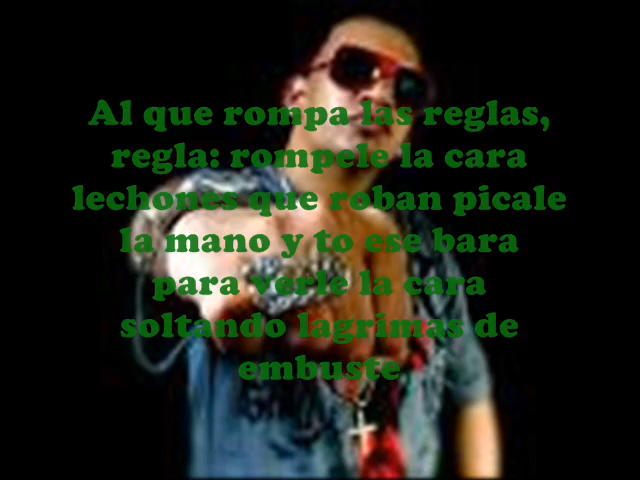 Al que rompa las reglas,
regla: rompele la cara
lechones que roban picale
la mano y to ese bara
para verle la cara
soltando lagrimas de
embuste